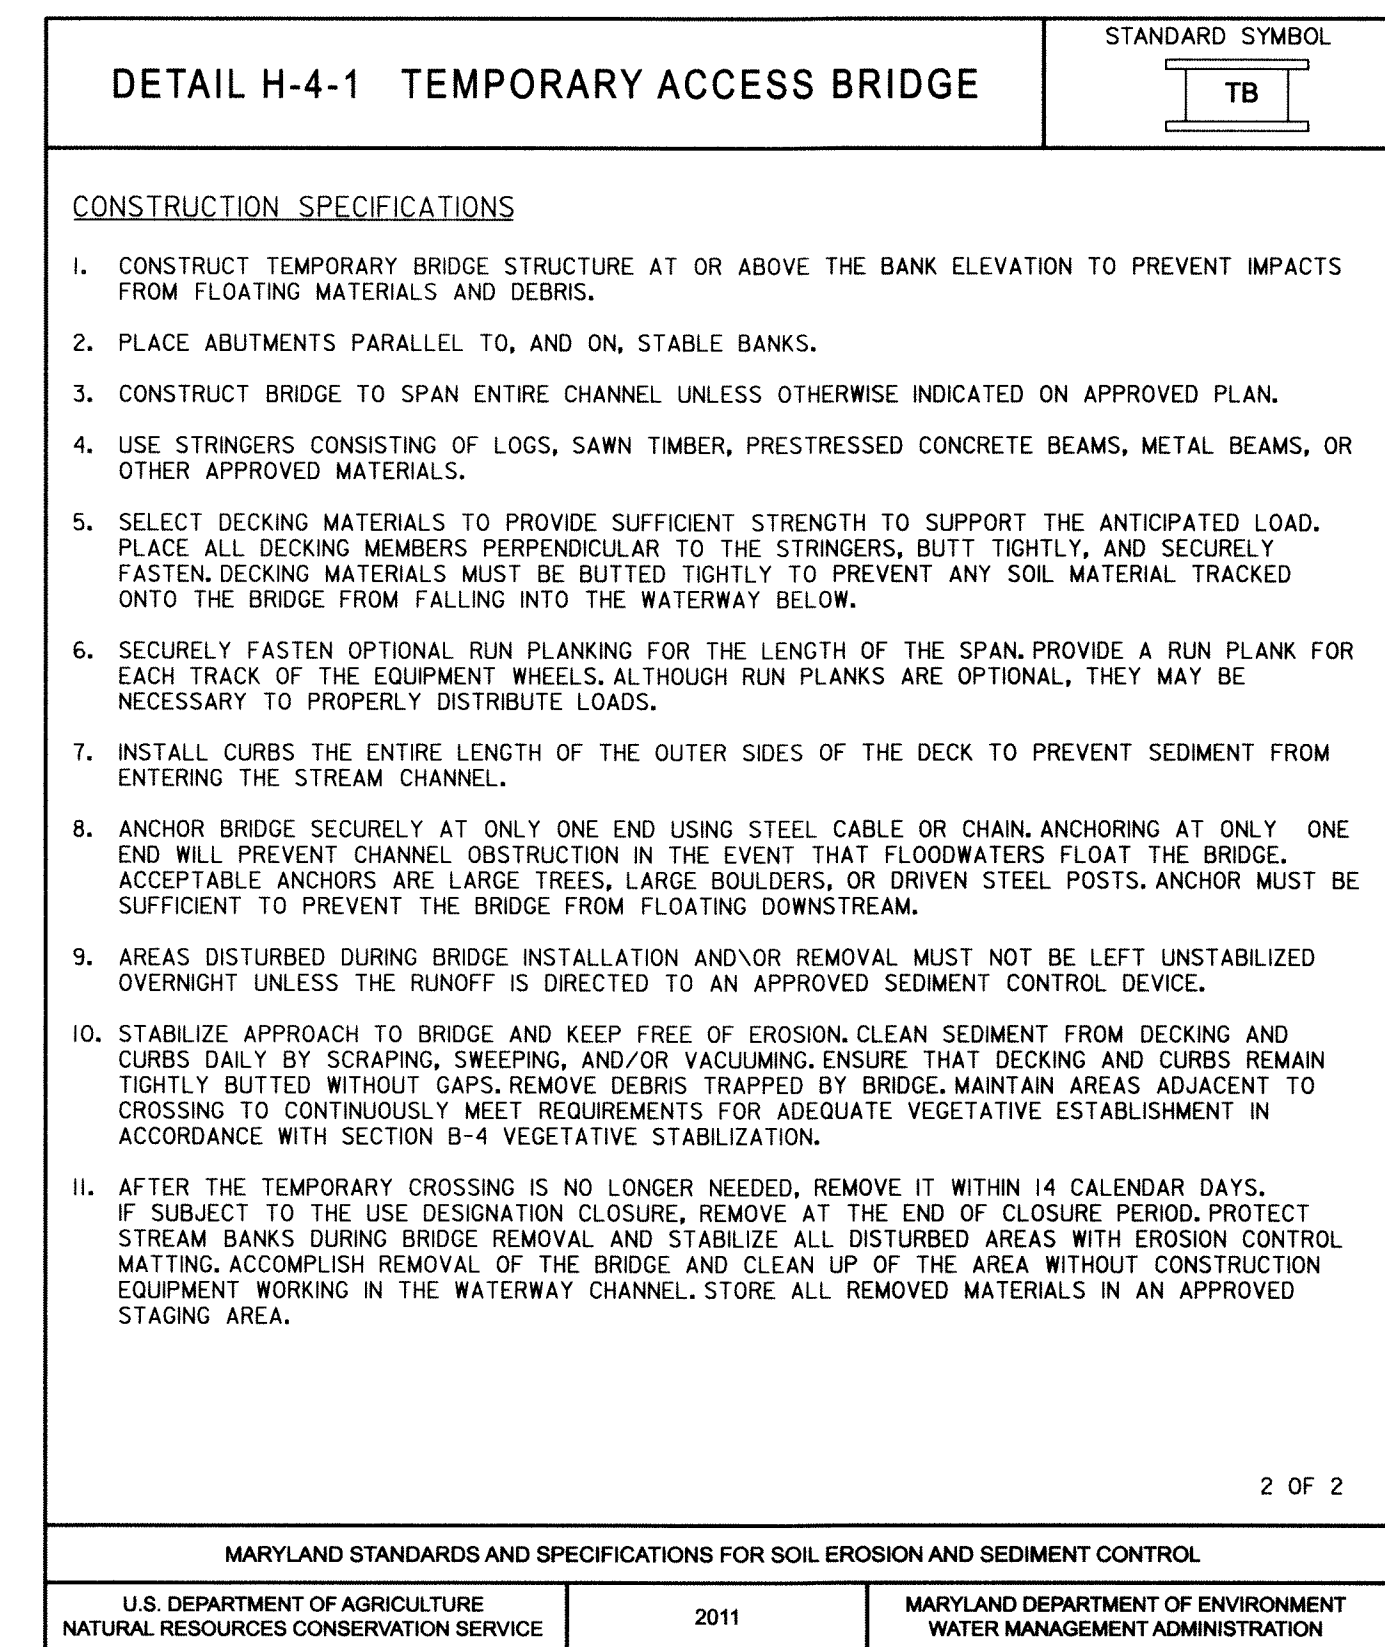 DETAIL H-4-1 TEMPORARY ACCESS BRIDGE
STANDARD SYMBOL
TB
CONSTRUCTION SPECIFICATIONS
1. CONSTRUCT TEMPORARY BRIDGE STRUCTURE AT OR ABOVE THE BANK ELEVATION TO PREVENT IMPACTS
FROM FLOATING MATERIALS AND DEBRIS.
2. PLACE ABUTMENTS PARALLEL TO, AND ON, STABLE BANKS.
3. CONSTRUCT BRIDGE TO SPAN ENTIRE CHANNEL UNLESS OTHERWISE INDICATED ON APPROVED PLAN.
4. USE STRINGERS CONSISTING OF LOGS, SAWN TIMBER, PRESTRESSED CONCRETE BEAMS, METAL BEAMS, OR
OTHER APPROVED MATERIALS.
5. SELECT DECKING MATERIALS TO PROVIDE SUFFICIENT STRENGTH TO SUPPORT THE ANTICIPATED LOAD.
PLACE ALL DECKING MEMBERS PERPENDICULAR TO THE STRINGERS, BUTT TIGHTLY, AND SECURELY
FASTEN. DECKING MATERIALS MUST BE BUTTED TIGHTLY TO PREVENT ANY SOIL MATERIAL TRACKED
ONTO THE BRIDGE FROM FALLING INTO THE WATERWAY BELOW.
6. SECURELY FASTEN OPTIONAL RUN PLANKING FOR THE LENGTH OF THE SPAN. PROVIDE A RUN PLANK FOR
EACH TRACK OF THE EQUIPMENT WHEELS. ALTHOUGH RUN PLANKS ARE OPTIONAL, THEY MAY BE
NECESSARY TO PROPERLY DISTRIBUTE LOADS.
7. INSTALL CURBS THE ENTIRE LENGTH OF THE OUTER SIDES OF THE DECK TO PREVENT SEDIMENT FROM
ENTERING THE STREAM CHANNEL.
8. ANCHOR BRIDGE SECURELY AT ONLY ONE END USING STEEL CABLE OR CHAIN. ANCHORING AT ONLY ONE
END WILL PREVENT CHANNEL OBSTRUCTION IN THE EVENT THAT FLOODWATERS FLOAT THE BRIDGE.
ACCEPTABLE ANCHORS ARE LARGE TREES, LARGE BOULDERS, OR DRIVEN STEEL POSTS. ANCHOR MUST BE
SUFFICIENT TO PREVENT THE BRIDGE FROM FLOATING DOWNSTREAM.
9. AREAS DISTURBED DURING BRIDGE INSTALLATION AND\OR REMOVAL MUST NOT BE LEFT UNSTABILIZED
OVERNIGHT UNLESS THE RUNOFF IS DIRECTED TO AN APPROVED SEDIMENT CONTROL DEVICE.
10. STABILIZE APPROACH TO BRIDGE AND KEEP FREE OF EROSION. CLEAN SEDIMENT FROM DECKING AND
CURBS DAILY BY SCRAPING, SWEEPING, AND/OR VACUUMING. ENSURE THAT DECKING AND CURBS REMAIN
TIGHTLY BUTTED WITHOUT GAPS. REMOVE DEBRIS TRAPPED BY BRIDGE. MAINTAIN AREAS ADJACENT TO
CROSSING TO CONTINUOUSLY MEET REQUIREMENTS FOR ADEQUATE VEGETATIVE ESTABLISHMENT IN
ACCORDANCE WITH SECTION B-4 VEGETATIVE STABILIZATION.
11. AFTER THE TEMPORARY CROSSING IS NO LONGER NEEDED, REMOVE IT WITHIN 14 CALENDAR DAYS.
IF SUBJECT TO THE USE DESIGNATION CLOSURE, REMOVE AT THE END OF CLOSURE PERIOD. PROTECT
STREAM BANKS DURING BRIDGE REMOVAL AND STABILIZE ALL DISTURBED AREAS WITH EROSION CONTROL
MATTING. ACCOMPLISH REMOVAL OF THE BRIDGE AND CLEAN UP OF THE AREA WITHOUT CONSTRUCTION
EQUIPMENT WORKING IN THE WATERWAY CHANNEL. STORE ALL REMOVED MATERIALS IN AN APPROVED
STAGING AREA.
2 OF 2
MARYLAND STANDARDS AND SPECIFICATIONS FOR SOIL EROSION AND SEDIMENT CONTROL
U.S. DEPARTMENT OF AGRICULTURE
NATURAL RESOURCES CONSERVATION SERVICE
2011
MARYLAND DEPARTMENT OF ENVIRONMENT
WATER MANAGEMENT ADMINISTRATION